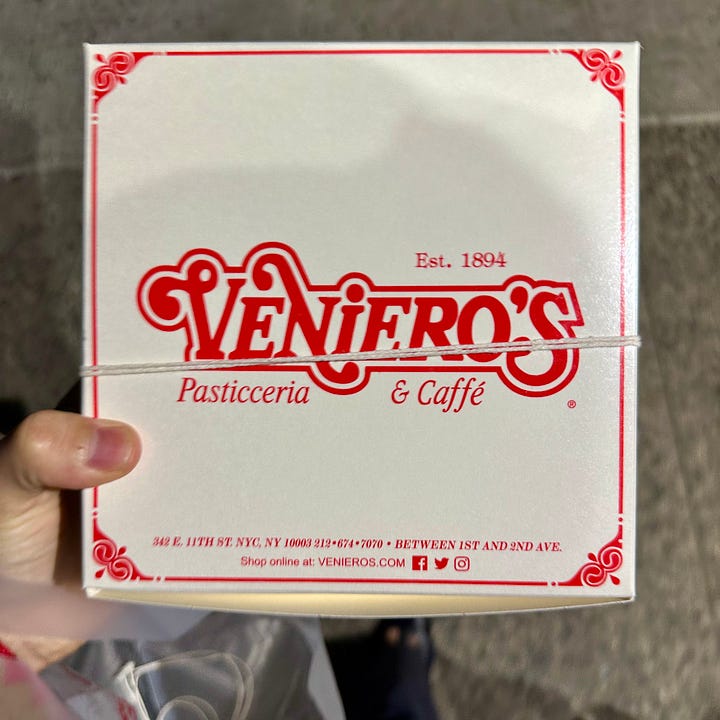 Est. 1894
VENIERO'S
Pasticceria & Caffé
®
342 E. 11TH ST. NYC, NY 10003 212•674•7070 • BETWEEN 1ST AND 2ND AVE.
Shop online at: VENIEROS.COM